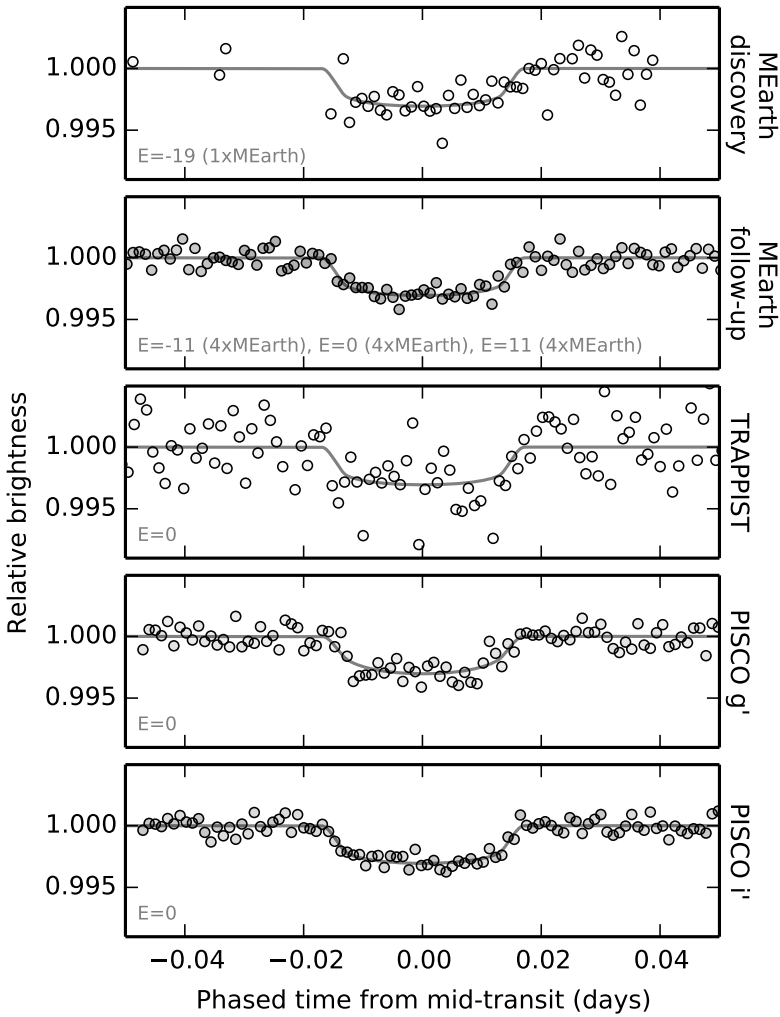 1.000
0.995
E=-19 (1xMEarth)
MEarth
discovery
1.000
0.995
E=-11 (4xMEarth), E=0 (4xMEarth), E=11 (4xMEarth)
MEarth
follow-up
1.000
0.995
E=0
TRAPPIST
1.000
0.995
E=0
PISCO g'
1.000
0.995
E=0
PISCO i'
Relative brightness
−0.04 −0.02 0.00 0.02 0.04
Phased time from mid-transit (days)